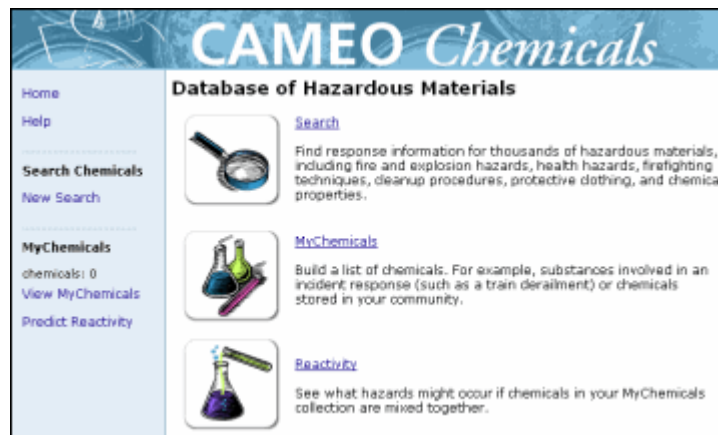 CAMEO Chemicals
Home
Help
Search Chemicals
New Search
MyChemicals
chemicals: 0
View MyChemicals
Predict Reactivity
Database of Hazardous Materials
Search
Find response information for thousands of hazardous materials,
including fire and explosion hazards, health hazards, firefighting
techniques, cleanup procedures, protective clothing, and chemica
properties.
MyChemicals
Build a list of chemicals. For example, substances involved in an
incident response (such as a train derailment) or chemicals
stored in your community.
Reactivity
See what hazards might occur if chemicals in your MyChemicals
collection are mixed together.